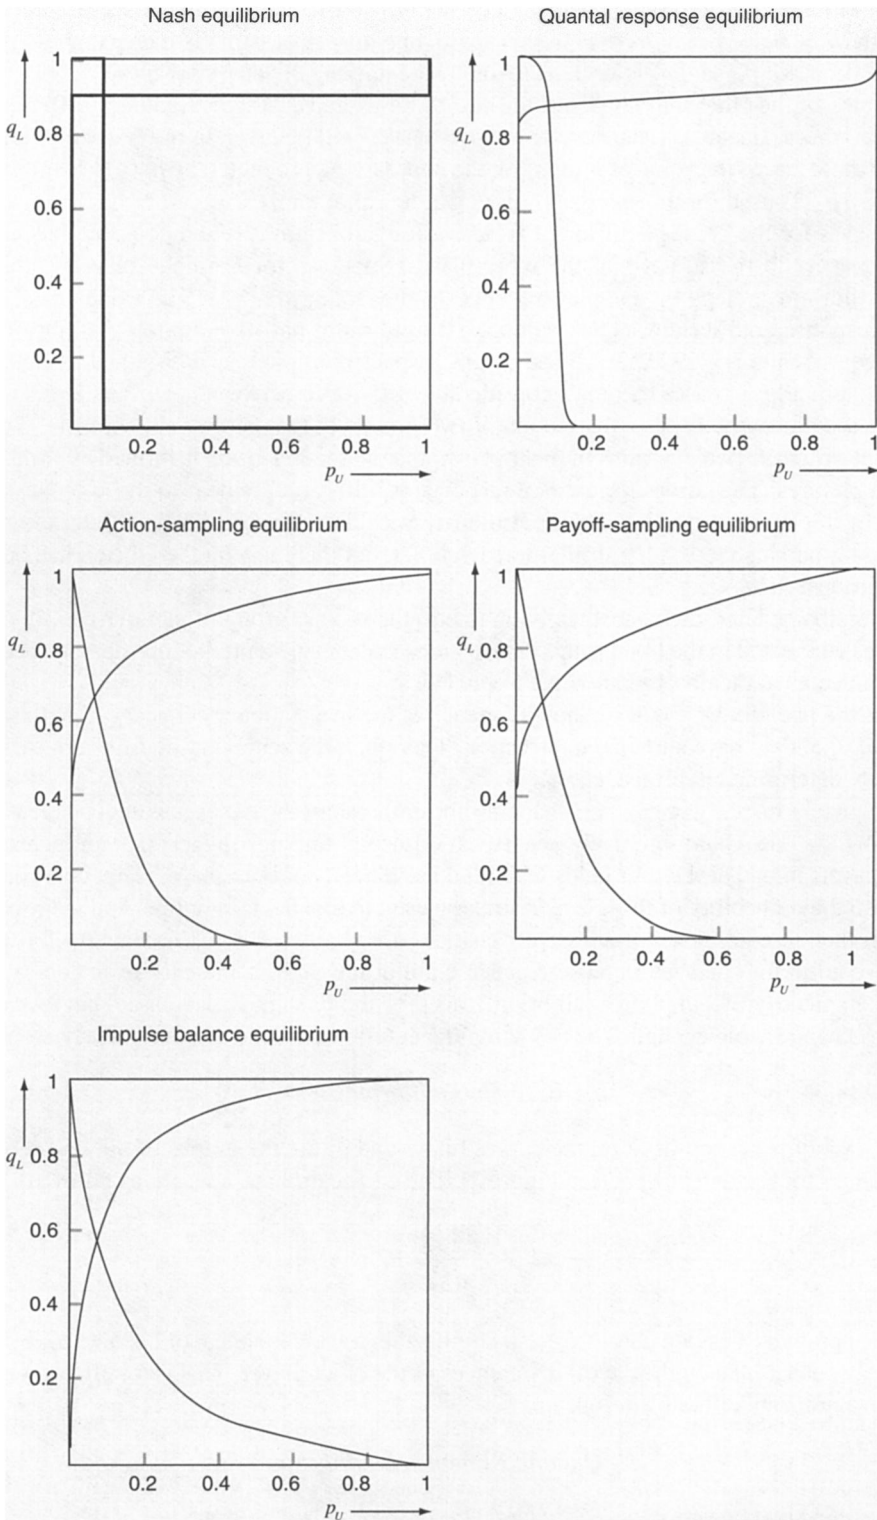 Nash equilibrium
1
q_L
0.8
0.6
0.4
0.2
0.2 0.4 0.6 0.8 1
p_U
Quantal response equilibrium
1
q_L
0.8
0.6
0.4
0.2
0.2 0.4 0.6 0.8 1
p_U
Action-sampling equilibrium
1
q_L
0.8
0.6
0.4
0.2
0.2 0.4 0.6 0.8 1
p_U
Payoff-sampling equilibrium
1
q_L
0.8
0.6
0.4
0.2
0.2 0.4 0.6 0.8 1
p_U
Impulse balance equilibrium
1
q_L
0.8
0.6
0.4
0.2
0.2 0.4 0.6 0.8 1
p_U